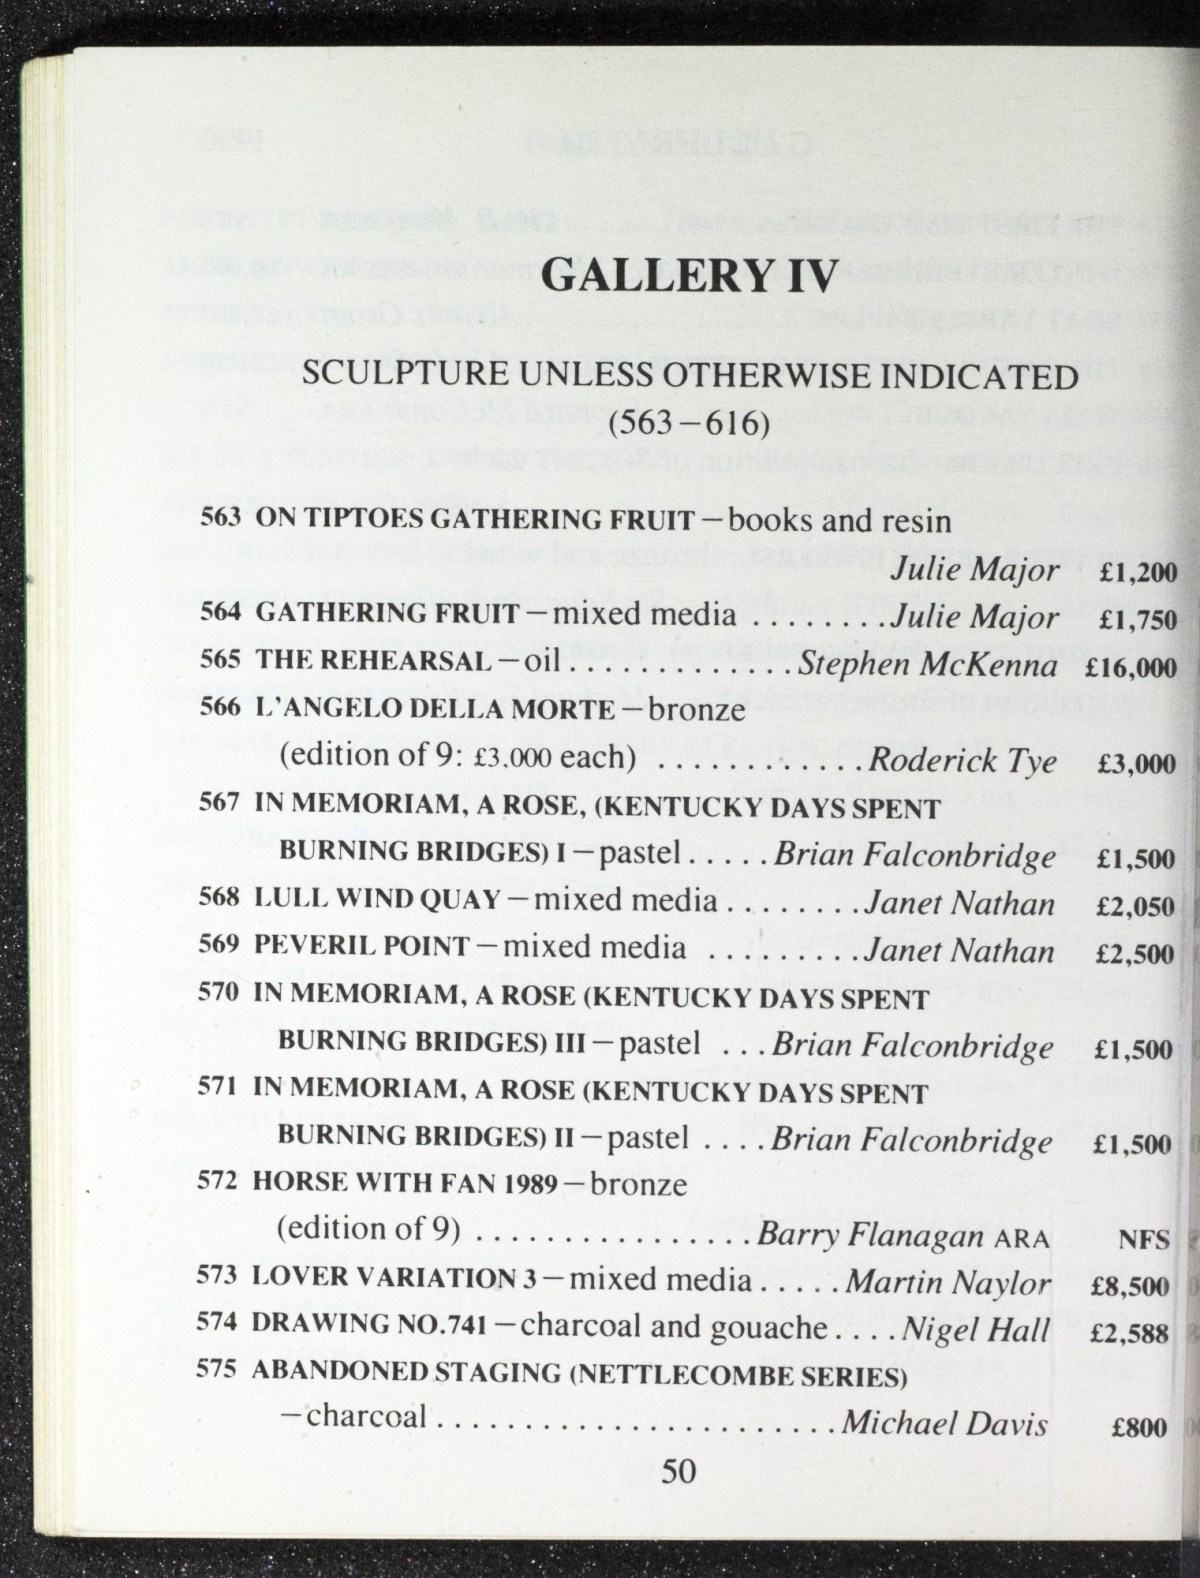 GALLERY IV
SCULPTURE UNLESS OTHERWISE INDICATED
(563–616)
563 ON TIPTOES GATHERING FRUIT—books and resin
Julie Major £1,200
564 GATHERING FRUIT—mixed media ........Julie Major £1,750
565 THE REHEARSAL—oil.............Stephen McKenna £16,000
566 L'ANGELO DELLA MORTE—bronze
(edition of 9: £3.000 each) ............Roderick Tye £3,000
567 IN MEMORIAM, A ROSE, (KENTUCKY DAYS SPENT
BURNING BRIDGES) I—pastel.....Brian Falconbridge £1,500
568 LULL WIND QUAY—mixed media........Janet Nathan £2,050
569 PEVERIL POINT—mixed media .........Janet Nathan £2,500
570 IN MEMORIAM, A ROSE (KENTUCKY DAYS SPENT
BURNING BRIDGES) III—pastel ...Brian Falconbridge £1,500
571 IN MEMORIAM, A ROSE (KENTUCKY DAYS SPENT
BURNING BRIDGES) II—pastel ....Brian Falconbridge £1,500
572 HORSE WITH FAN 1989—bronze
(edition of 9) ................Barry Flanagan ARA NFS
573 LOVER VARIATION 3—mixed media.....Martin Naylor £8,500
574 DRAWING NO.741—charcoal and gouache....Nigel Hall £2,588
575 ABANDONED STAGING (NETTLECOMBE SERIES)
—charcoal.......................Michael Davis £800
50